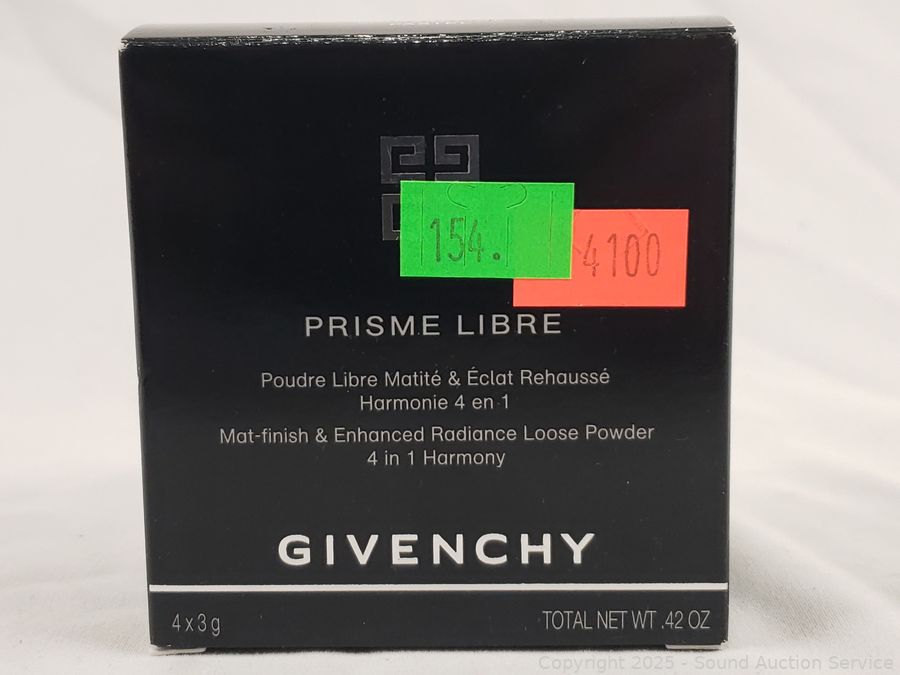 154.
4100
PRISME LIBRE
Poudre Libre Matité & Éclat Rehaussé
Harmonie 4 en 1
Mat-finish & Enhanced Radiance Loose Powder
4 in 1 Harmony
GIVENCHY
4 x 3 g
TOTAL NET WT .42 OZ
Copyright 2025 - Sound Auction Service